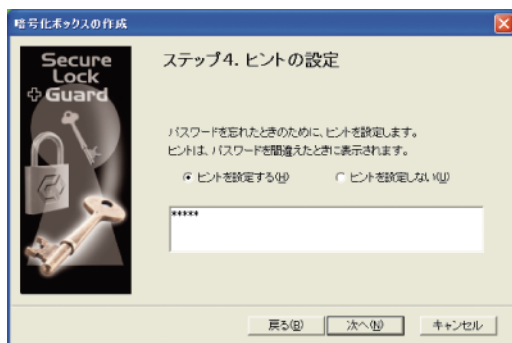 暗号化ボックスの作成
Secure
Lock
Guard
ステップ4. ヒントの設定
パスワードを忘れたときのために、ヒントを設定します。
ヒントは、パスワードを間違えたときに表示されます。
ヒントを設定する(H) ヒントを設定しない(U)
*****
戻る(B) 次へ(N) キャンセル